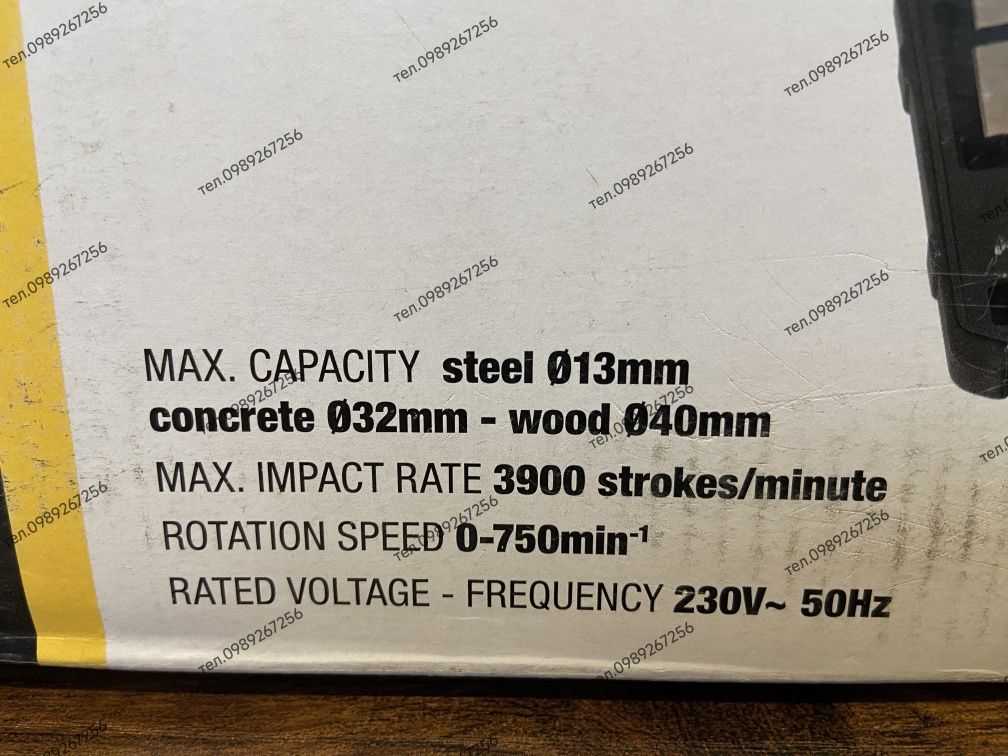 MAX. CAPACITY steel Ø13mm
concrete Ø32mm - wood Ø40mm
MAX. IMPACT RATE 3900 strokes/minute
ROTATION SPEED 0-750min⁻¹
RATED VOLTAGE - FREQUENCY 230V~ 50Hz
тел.0989267256